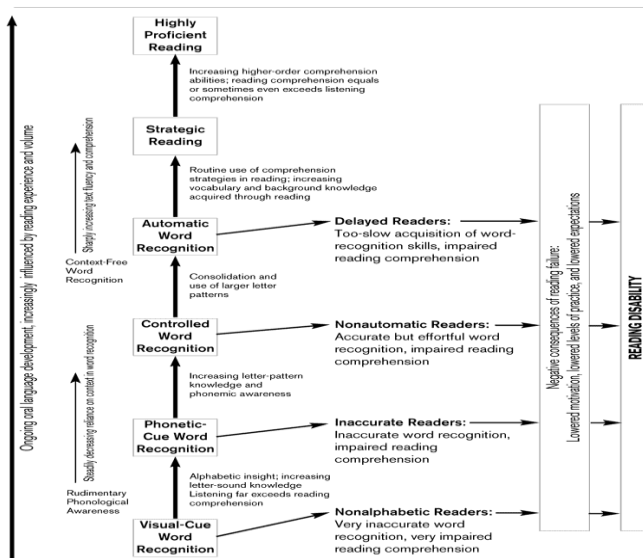 Highly
Proficient
Reading
Increasing higher-order comprehension
abilities; reading comprehension equals
or sometimes even exceeds listening
comprehension
Strategic
Reading
Routine use of comprehension
strategies in reading; increasing
vocabulary and background knowledge
acquired through reading
Automatic
Word
Recognition
Delayed Readers:
Too-slow acquisition of word-
recognition skills, impaired
reading comprehension
Consolidation and
use of larger letter
patterns
Controlled
Word
Recognition
Nonautomatic Readers:
Accurate but effortful word
recognition, impaired reading
comprehension
Increasing letter-pattern
knowledge and
phonemic awareness
Phonetic-
Cue Word
Recognition
Inaccurate Readers:
Inaccurate word recognition,
impaired reading
comprehension
Alphabetic insight; increasing
letter-sound knowledge
Listening far exceeds reading
comprehension
Visual-Cue
Word
Recognition
Nonalphabetic Readers:
Very inaccurate word
recognition, very impaired
reading comprehension
Ongoing oral language development, increasingly influenced by reading experience and volume
Sharply increasing text fluency and comprehension
Context-Free
Word
Recognition
Steadily decreasing reliance on context in word recognition
Rudimentary
Phonological
Awareness
Negative consequences of reading failure:
Lowered motivation, lowered levels of practice, and lowered expectations
READING DISABILITY